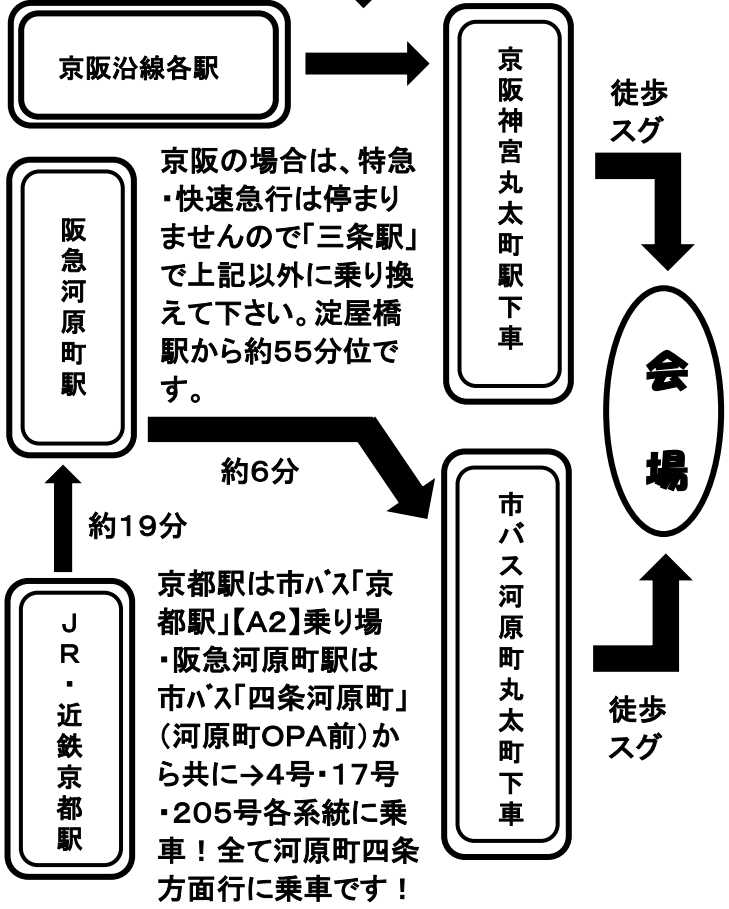 京阪沿線各駅
京阪神宮丸太町駅下車
徒歩
スグ
京阪の場合は、特急
・快速急行は停まり
ませんので「三条駅」
で上記以外に乗り換
えて下さい。淀屋橋
駅から約55分位で
す。
阪急河原町駅
会場
約6分
約19分
市バス河原町丸太町下車
JR・近鉄京都駅
京都駅は市バス「京
都駅」【A2】乗り場
・阪急河原町駅は
市バス「四条河原町」
（河原町OPA前）か
ら共に→4号・17号
・205号各系統に乗
車！全て河原町四条
方面行に乗車です！
徒歩
スグ